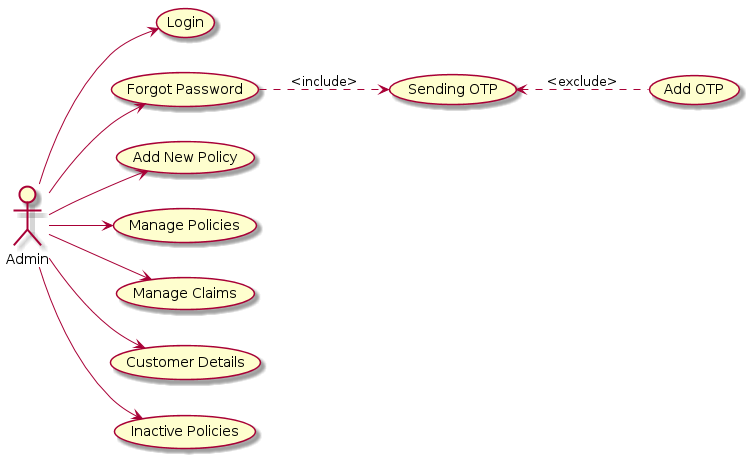 Login
Forgot Password
<include>
Sending OTP
<exclude>
Add OTP
Add New Policy
Manage Policies
Admin
Manage Claims
Customer Details
Inactive Policies